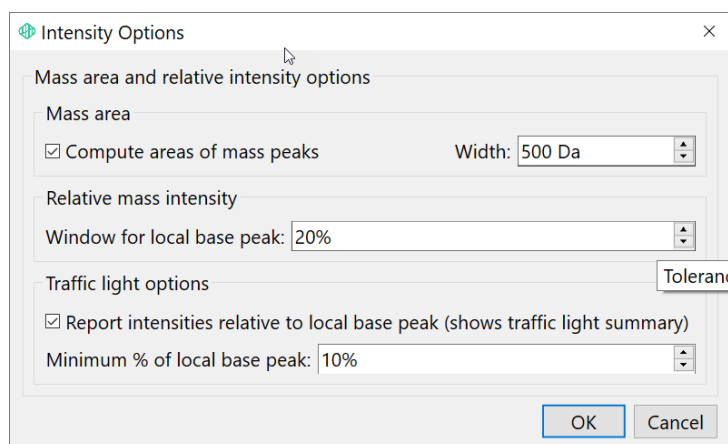 Intensity Options
Mass area and relative intensity options
Mass area
Compute areas of mass peaks Width: 500 Da
Relative mass intensity
Window for local base peak: 20%
Toleranc
Traffic light options
Report intensities relative to local base peak (shows traffic light summary)
Minimum % of local base peak: 10%
OK Cancel